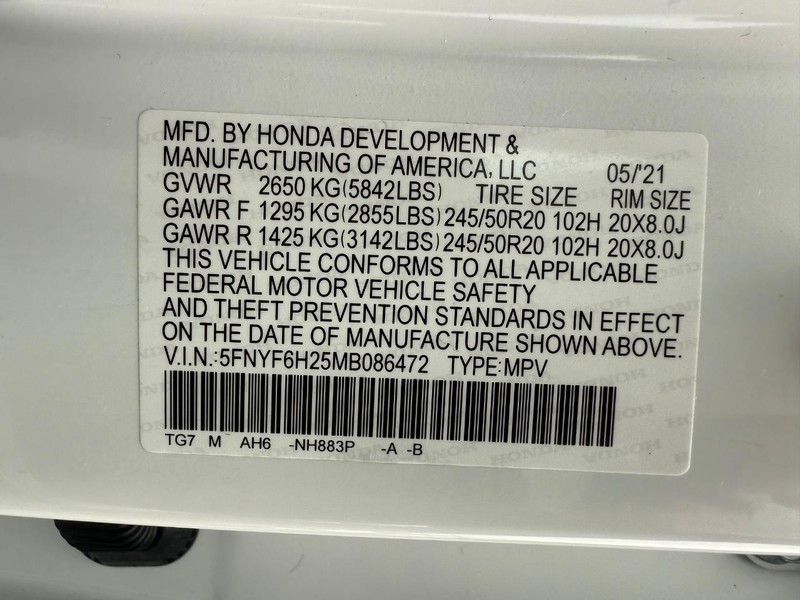 MFD. BY HONDA DEVELOPMENT &
MANUFACTURING OF AMERICA, LLC 05/'21
GVWR 2650 KG(5842LBS) TIRE SIZE RIM SIZE
GAWR F 1295 KG(2855LBS) 245/50R20 102H 20X8.0J
GAWR R 1425 KG(3142LBS) 245/50R20 102H 20X8.0J
THIS VEHICLE CONFORMS TO ALL APPLICABLE
FEDERAL MOTOR VEHICLE SAFETY
AND THEFT PREVENTION STANDARDS IN EFFECT
ON THE DATE OF MANUFACTURE SHOWN ABOVE.
V.I.N.:5FNYF6H25MB086472 TYPE:MPV
TG7 M AH6 -NH883P -A -B